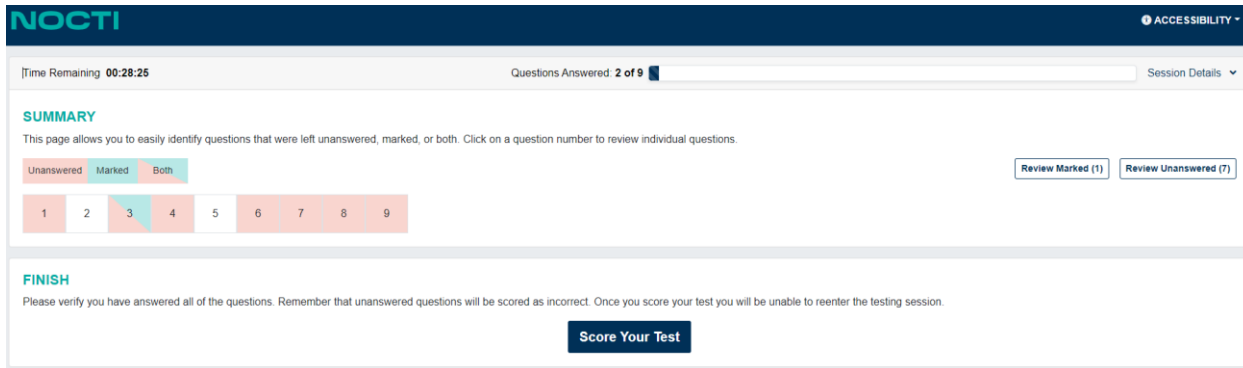 NOCTI
ACCESSIBILITY
Time Remaining 00:28:25 Questions Answered: 2 of 9 Session Details
SUMMARY
This page allows you to easily identify questions that were left unanswered, marked, or both. Click on a question number to review individual questions.
Unanswered Marked Both
Review Marked (1) Review Unanswered (7)
1 2 3 4 5 6 7 8 9
FINISH
Please verify you have answered all of the questions. Remember that unanswered questions will be scored as incorrect. Once you score your test you will be unable to reenter the testing session.
Score Your Test